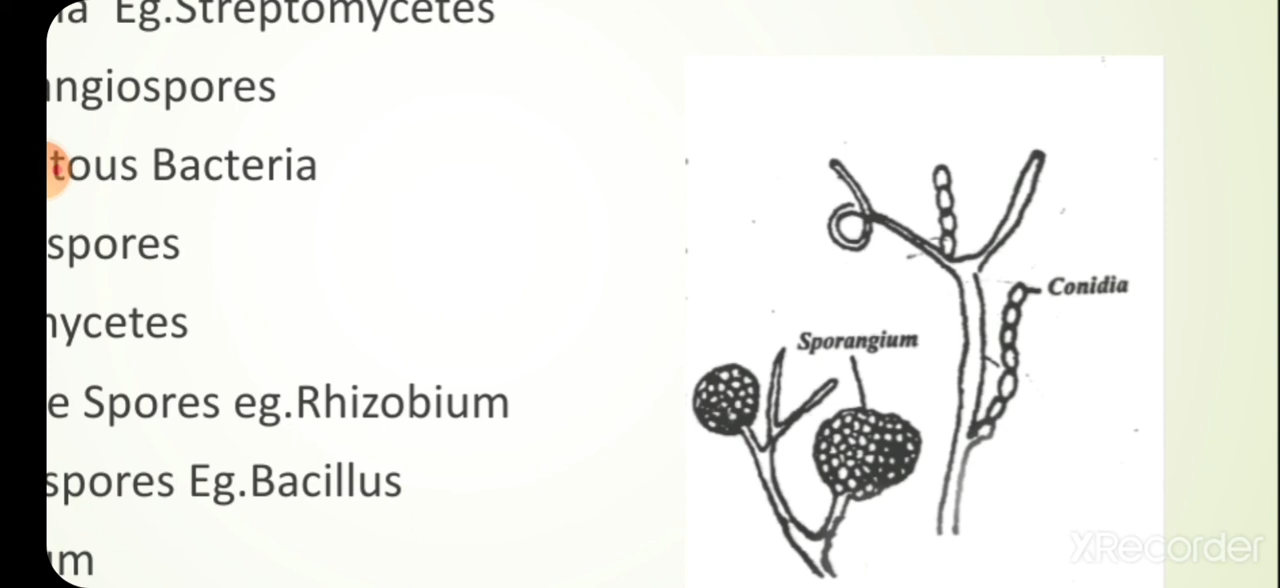 Eg.Streptomycetes
ngiospores
tous Bacteria
spores
ycetes
e Spores eg.Rhizobium
spores Eg.Bacillus
m
Conidia
Sporangium
XRecorder